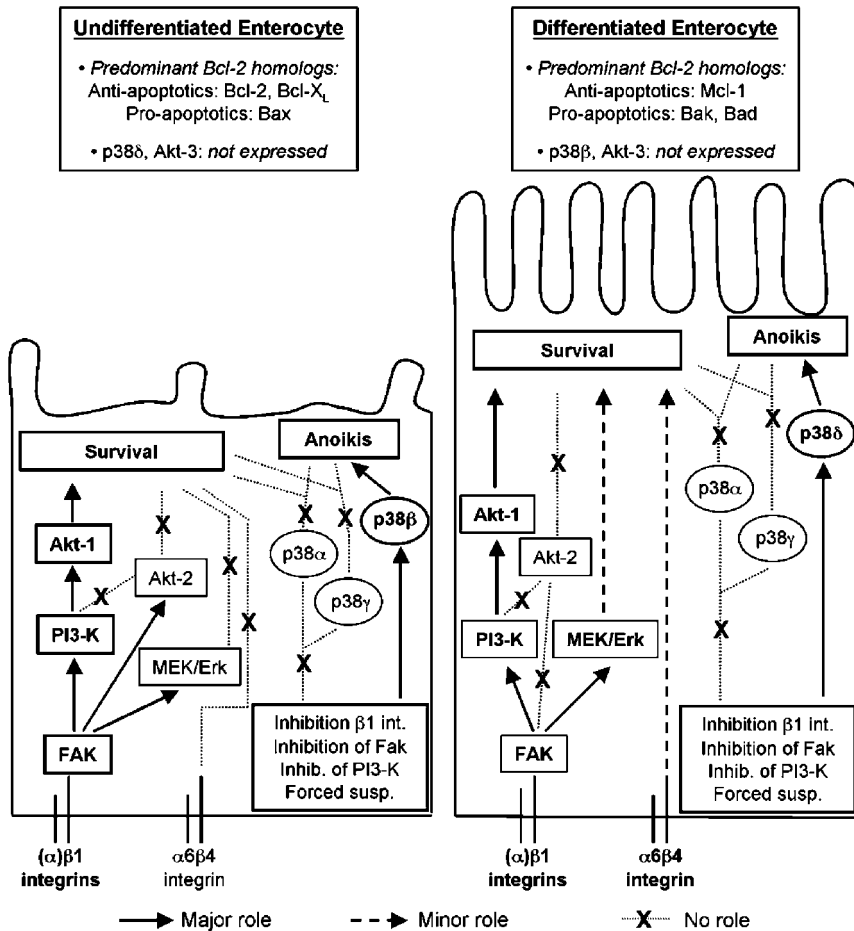 Undifferentiated Enterocyte
• Predominant Bcl-2 homologs:
Anti-apoptotics: Bcl-2, Bcl-XL
Pro-apoptotics: Bax
• p38δ, Akt-3: not expressed
Differentiated Enterocyte
• Predominant Bcl-2 homologs:
Anti-apoptotics: Mcl-1
Pro-apoptotics: Bak, Bad
• p38β, Akt-3: not expressed
Survival
Anoikis
Akt-1
X
Akt-2
X
X
X
X
X
p38β
p38α
p38γ
PI3-K
MEK/Erk
X
FAK
Inhibition β1 int.
Inhibition of Fak
Inhib. of PI3-K
Forced susp.
(α)β1
integrins
α6β4
integrin
Survival
Anoikis
X
X
X
p38δ
p38α
Akt-1
Akt-2
p38γ
X
PI3-K
MEK/Erk
X
X
FAK
Inhibition β1 int.
Inhibition of Fak
Inhib. of PI3-K
Forced susp.
(α)β1
integrins
α6β4
integrin
Major role
Minor role
X No role